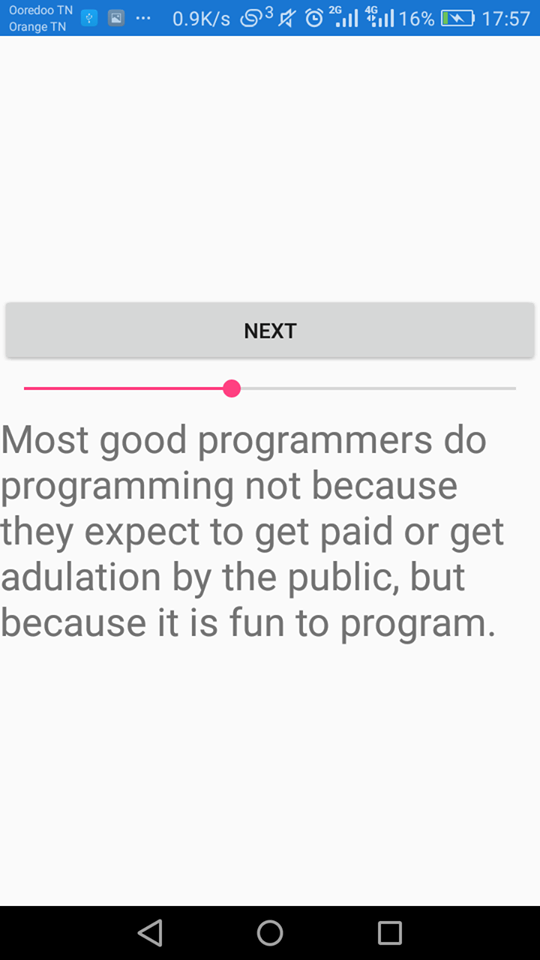 Ooredoo TN
Orange TN
0.9K/s 3 2G 4G 16% 17:57
NEXT
Most good programmers do
programming not because
they expect to get paid or get
adulation by the public, but
because it is fun to program.